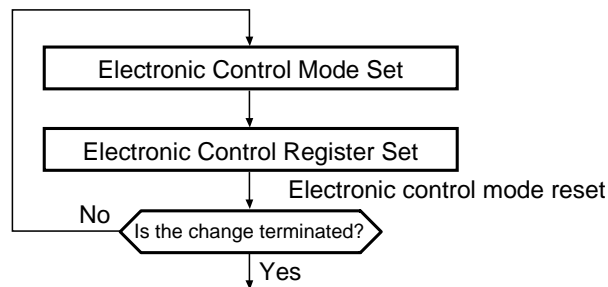 Electronic Control Mode Set
Electronic Control Register Set
Electronic control mode reset
No
Is the change terminated?
Yes